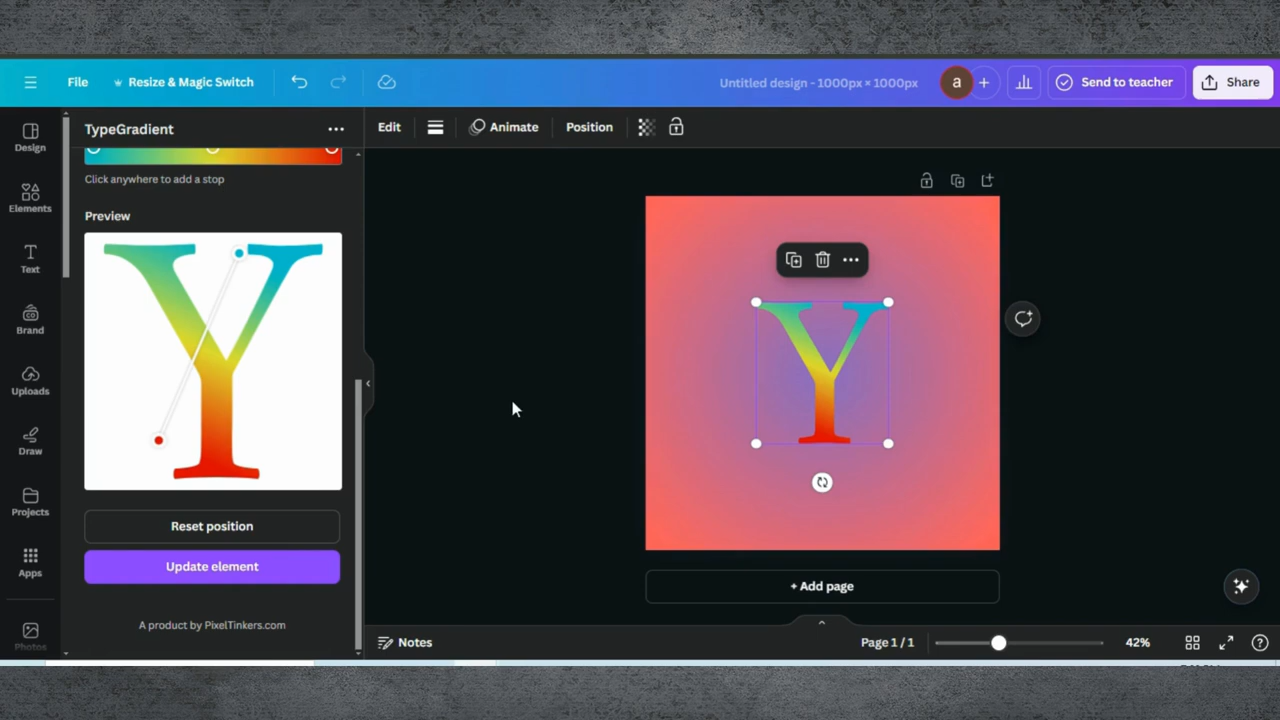 File
Resize & Magic Switch
Untitled design - 1000px × 1000px
a
Send to teacher
Share
Design
Elements
Text
Brand
Uploads
Draw
Projects
Apps
Photos
TypeGradient
Click anywhere to add a stop
Preview
Y
Reset position
Update element
A product by PixelTinkers.com
Edit
Animate
Position
Y
+ Add page
Notes
Page 1 / 1
42%